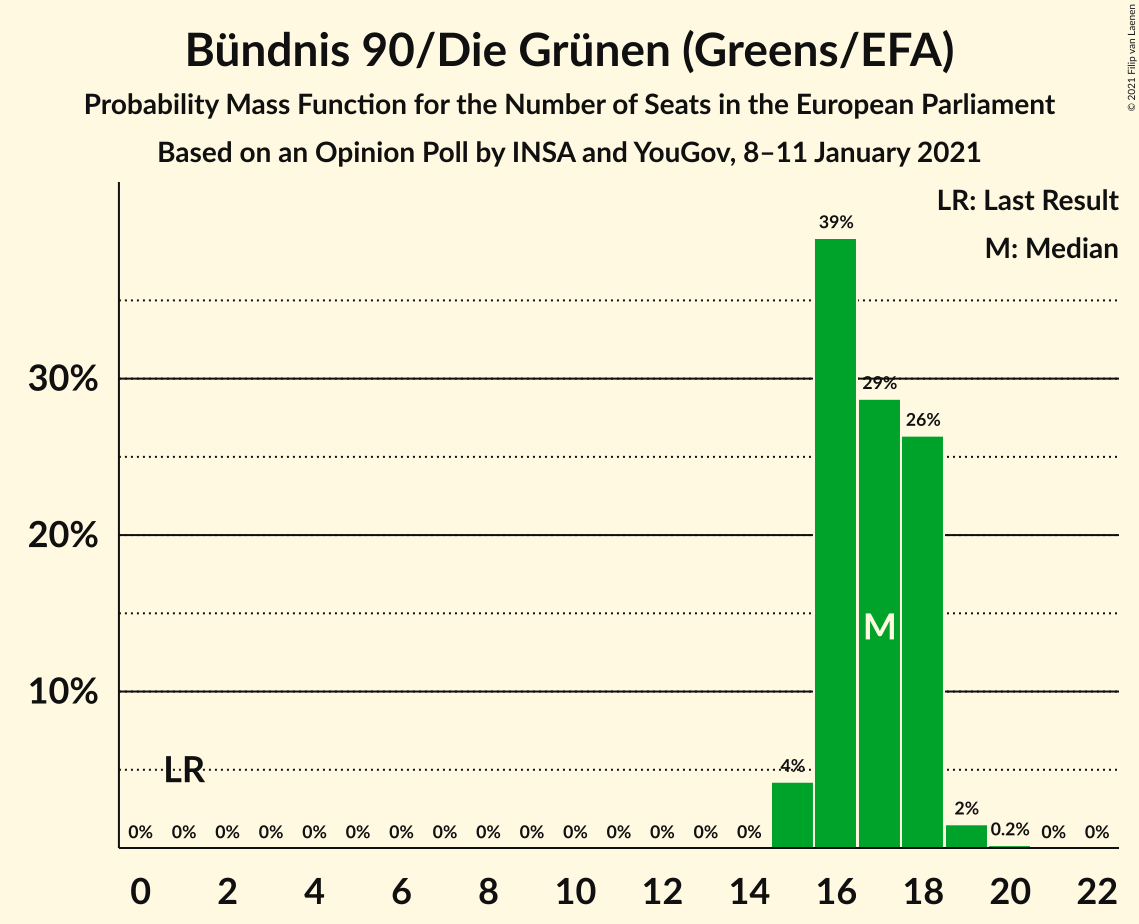 Bündnis 90/Die Grünen (Greens/EFA)
Probability Mass Function for the Number of Seats in the European Parliament
Based on an Opinion Poll by INSA and YouGov, 8–11 January 2021
© 2021 Filip van Laenen
LR: Last Result
M: Median
39%
30%
29%
26%
20%
M
10%
LR
4%
2%
0% 0% 0% 0% 0% 0% 0% 0% 0% 0% 0% 0% 0% 0% 0% 0.2% 0% 0%
0 2 4 6 8 10 12 14 16 18 20 22